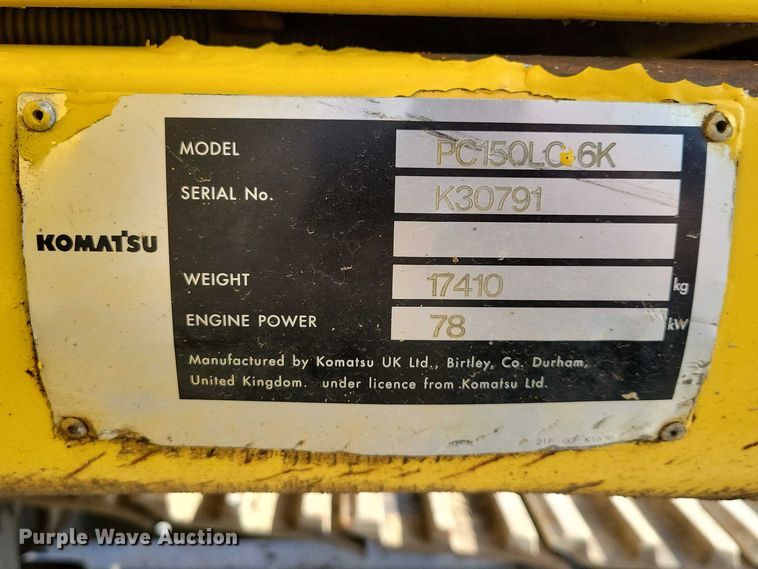 MODEL PC150LC-6K
SERIAL No. K30791
KOMATSU
WEIGHT 17410 kg
ENGINE POWER 78 kW
Manufactured by Komatsu UK Ltd., Birtley, Co. Durham,
United Kingdom. under licence from Komatsu Ltd.
Purple Wave Auction